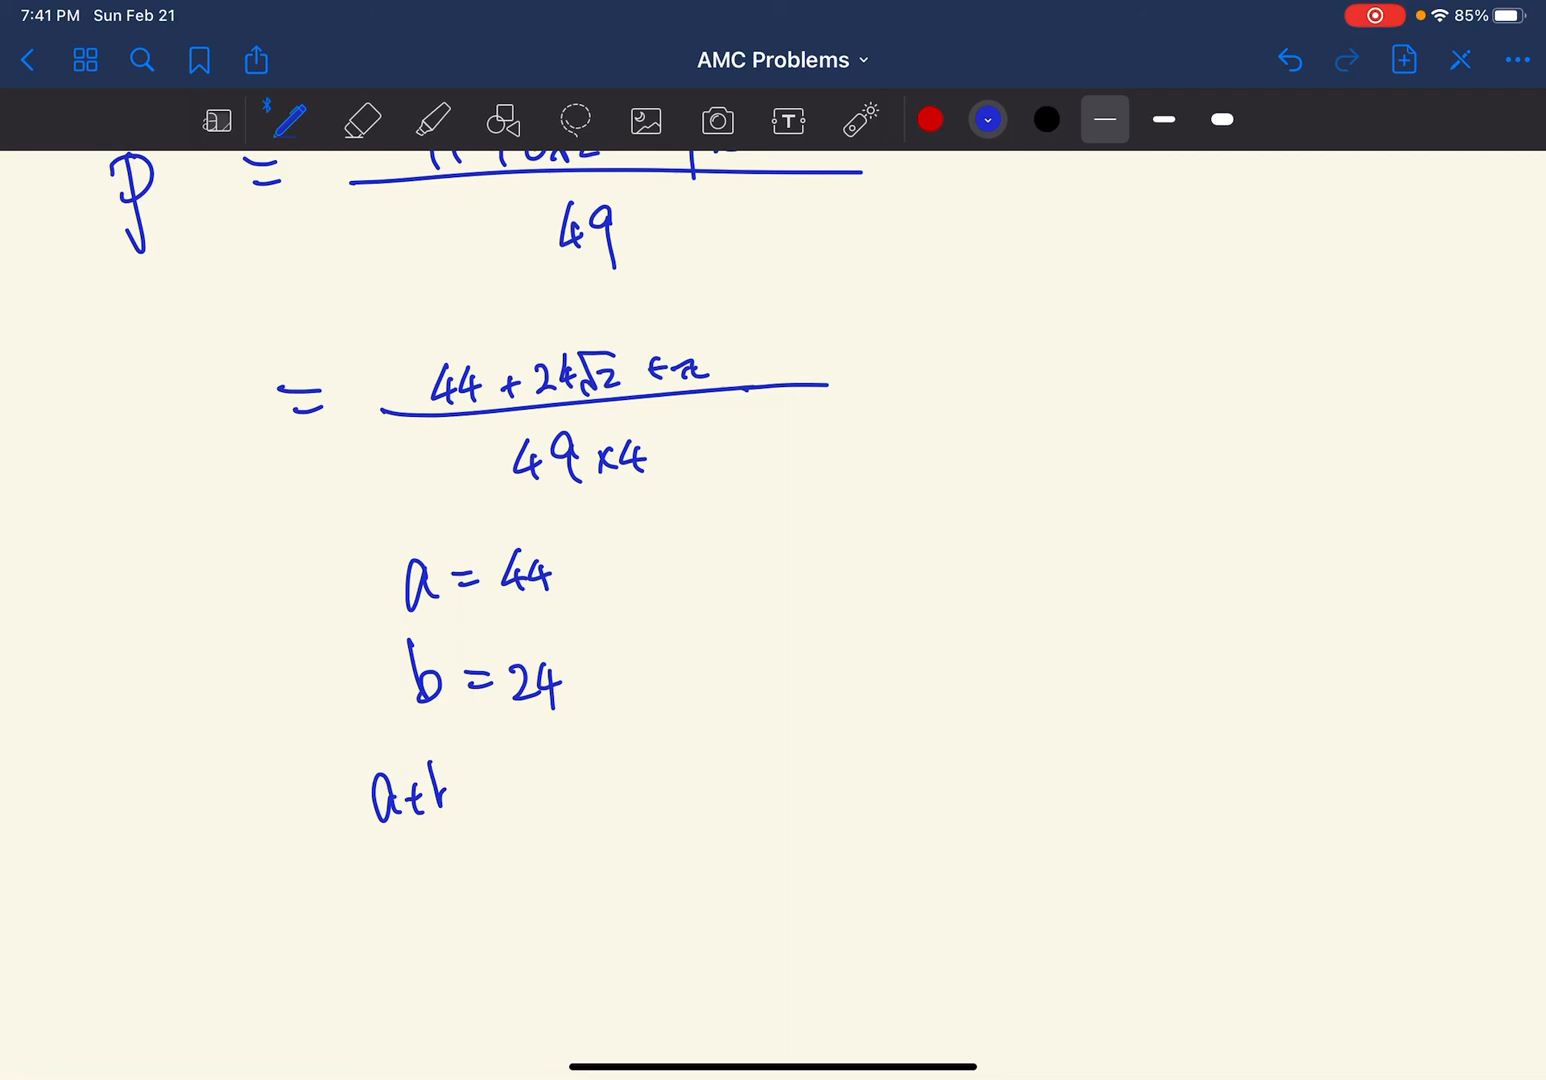 7:41 PM Sun Feb 21
85%
AMC Problems
T
P =
49
= 44 + 24√2 + π
49 × 4
a = 44
b = 24
a+